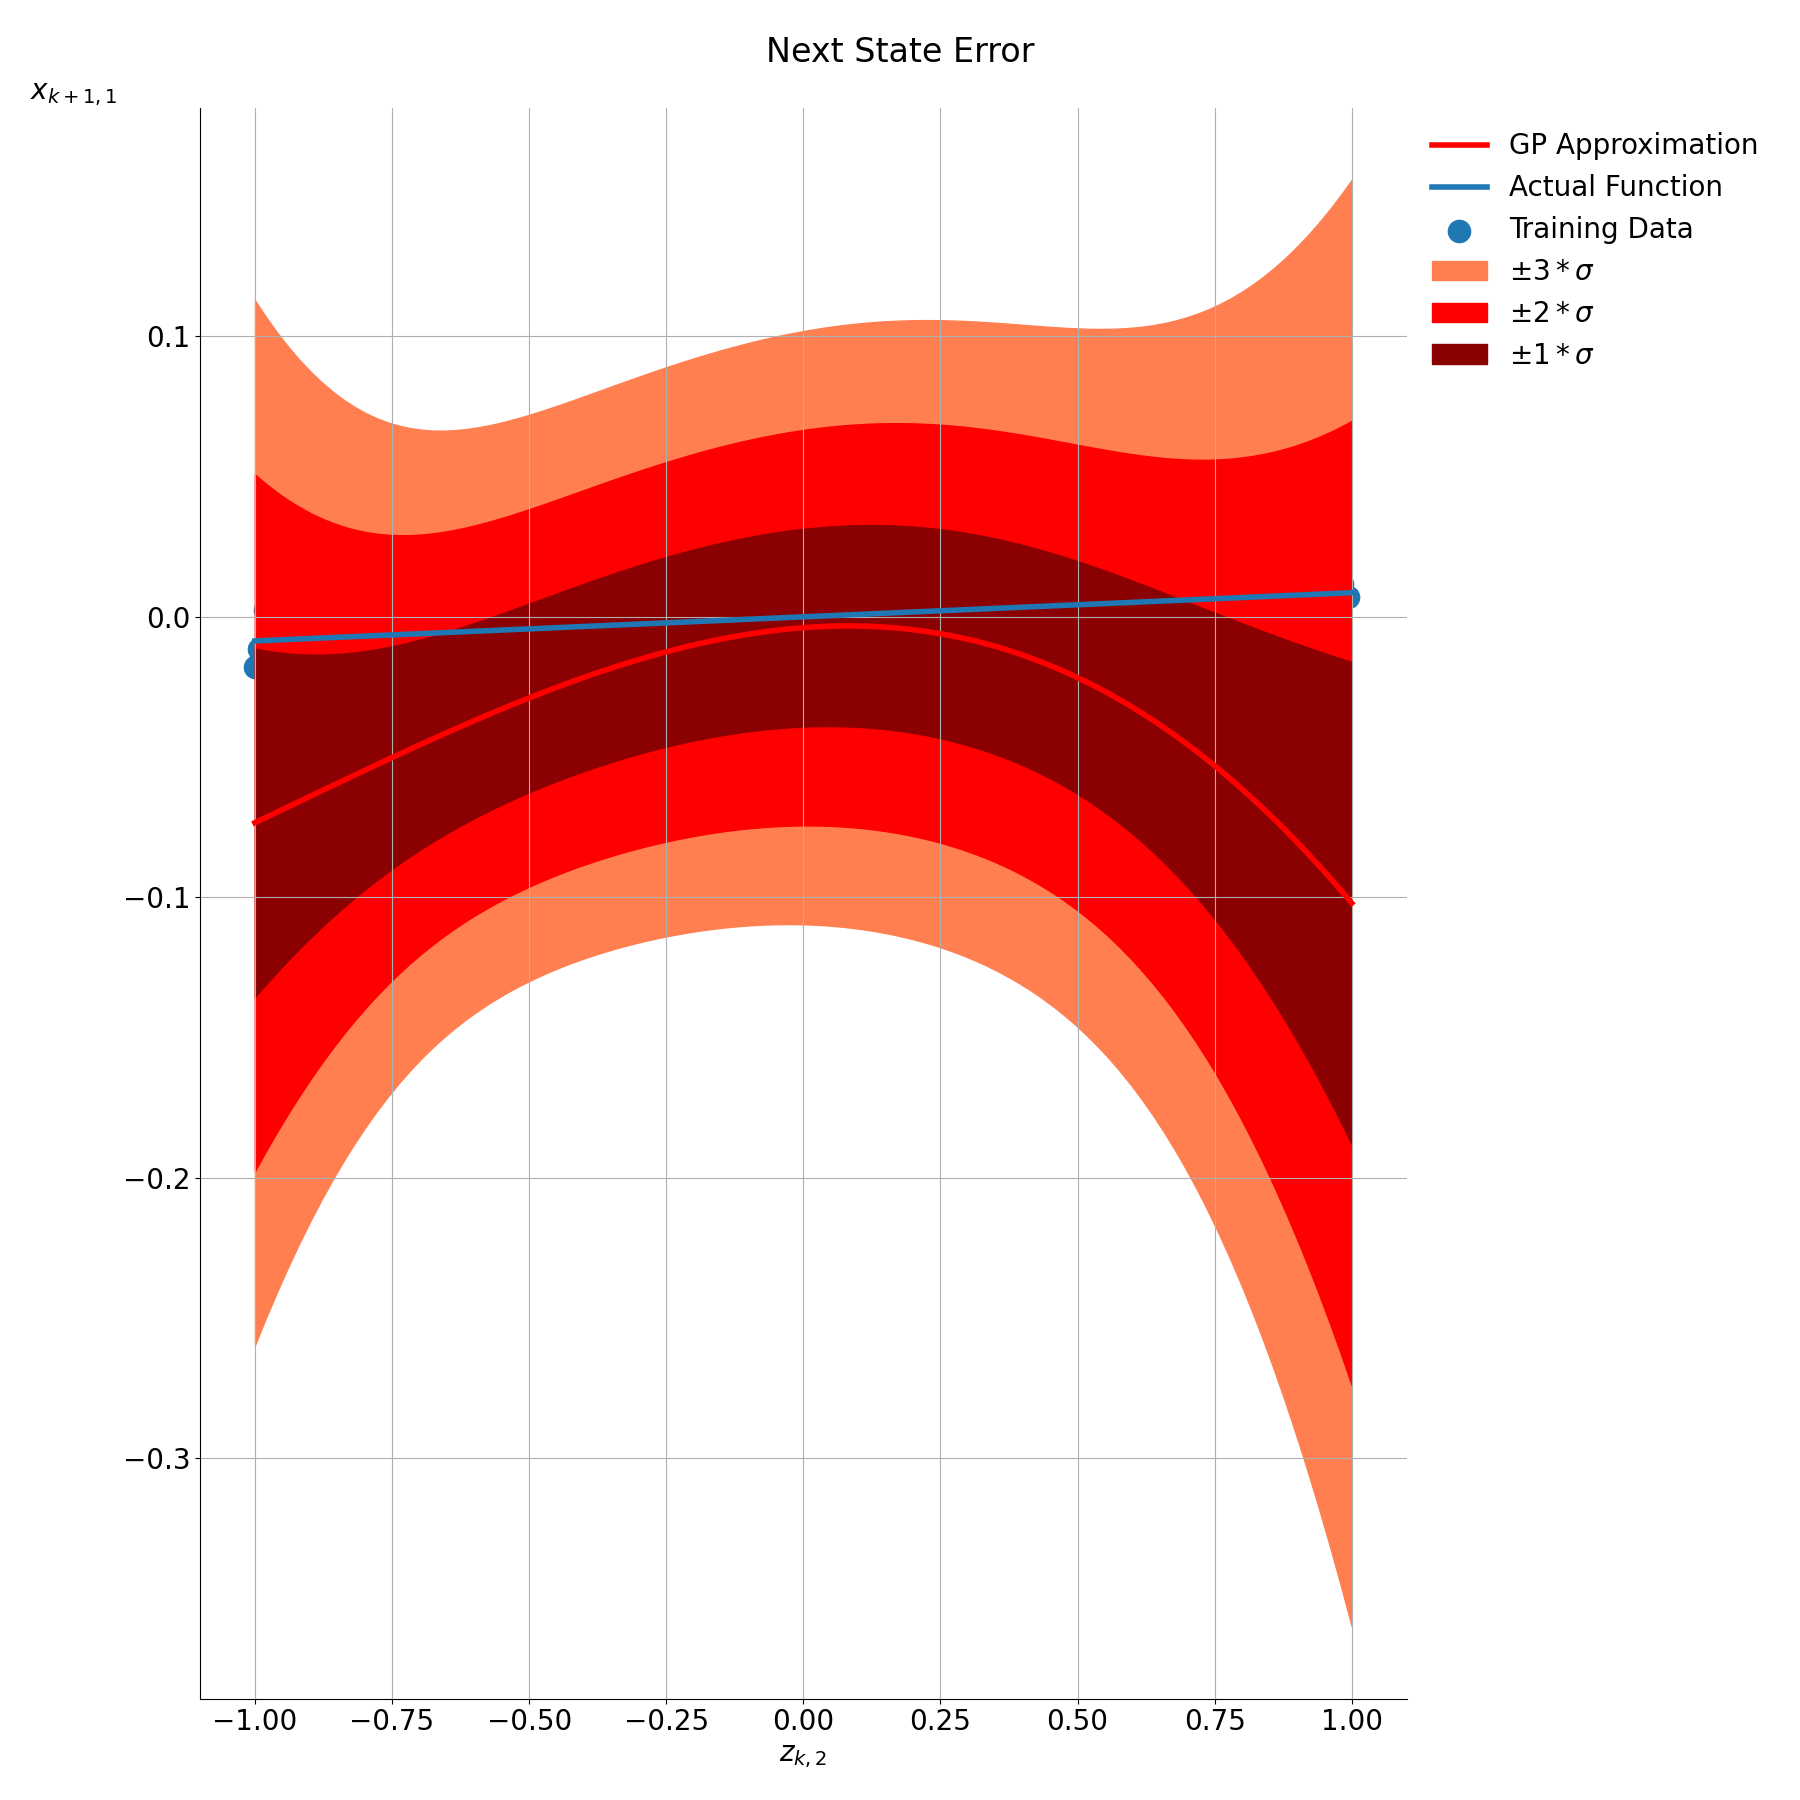 Next State Error
x_{k+1,1}
GP Approximation
Actual Function
Training Data
±3 * σ
±2 * σ
±1 * σ
0.1
0.0
−0.1
−0.2
−0.3
−1.00 −0.75 −0.50 −0.25 0.00 0.25 0.50 0.75 1.00
z_{k,2}